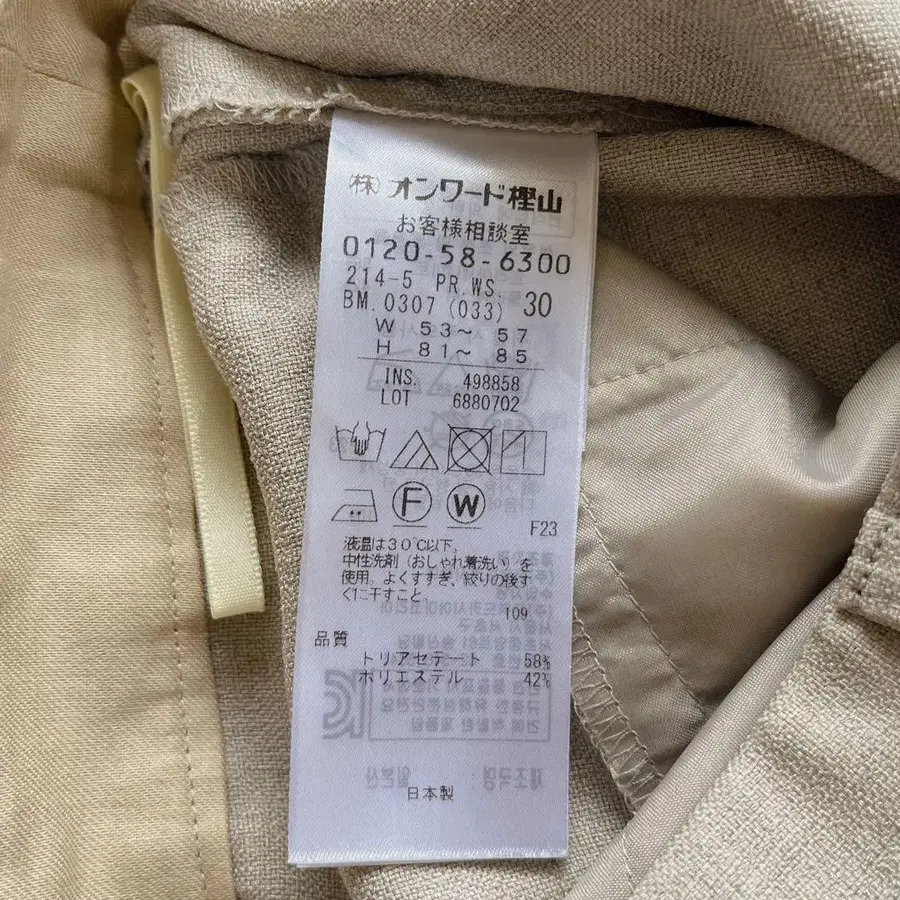 (株) オンワード樫山
お客様相談室
0120-58-6300
214-5 PR.WS.
BM.0307 (033) 30
W 53～ 57
H 81～ 85
INS. 498858
LOT 6880702
F W
F23
液温は30℃以下。
中性洗剤（おしゃれ着洗い）を
使用。よくすすぎ、絞りの後す
ぐに干すこと。
109
品質
トリアセテート 58%
ポリエステル 42%
日本製